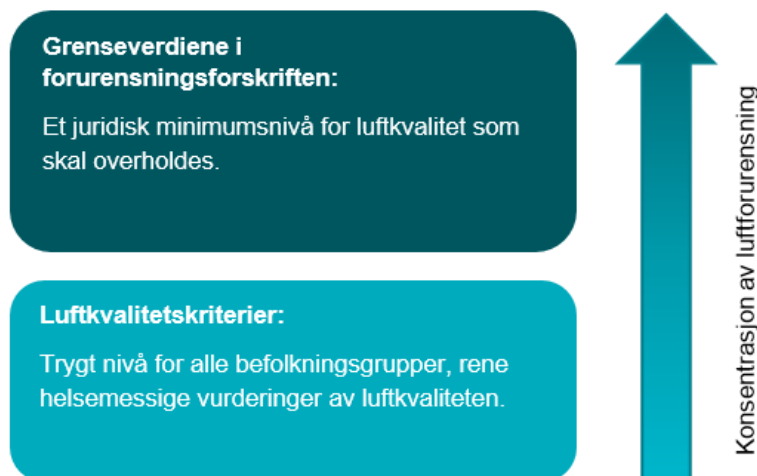 Grenseverdiene i
forurensningsforskriften:
Et juridisk minimumsnivå for luftkvalitet som
skal overholdes.
Luftkvalitetskriterier:
Trygt nivå for alle befolkningsgrupper, rene
helsemessige vurderinger av luftkvaliteten.
Konsentrasjon av luftforurensning